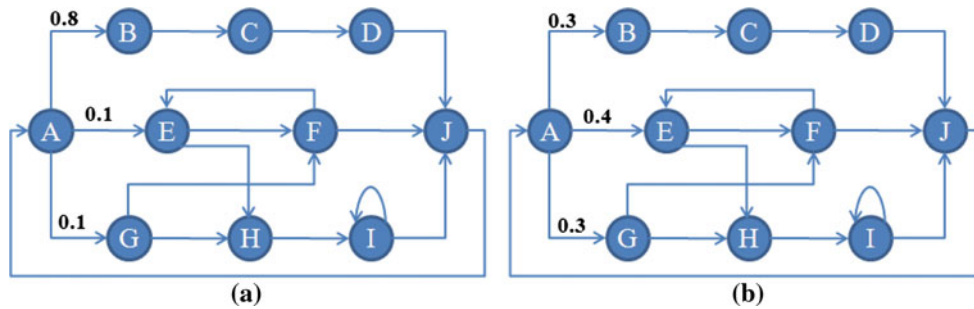 0.8 B C D
A 0.1 E F J
0.1 G H I
(a)
0.3 B C D
A 0.4 E F J
0.3 G H I
(b)